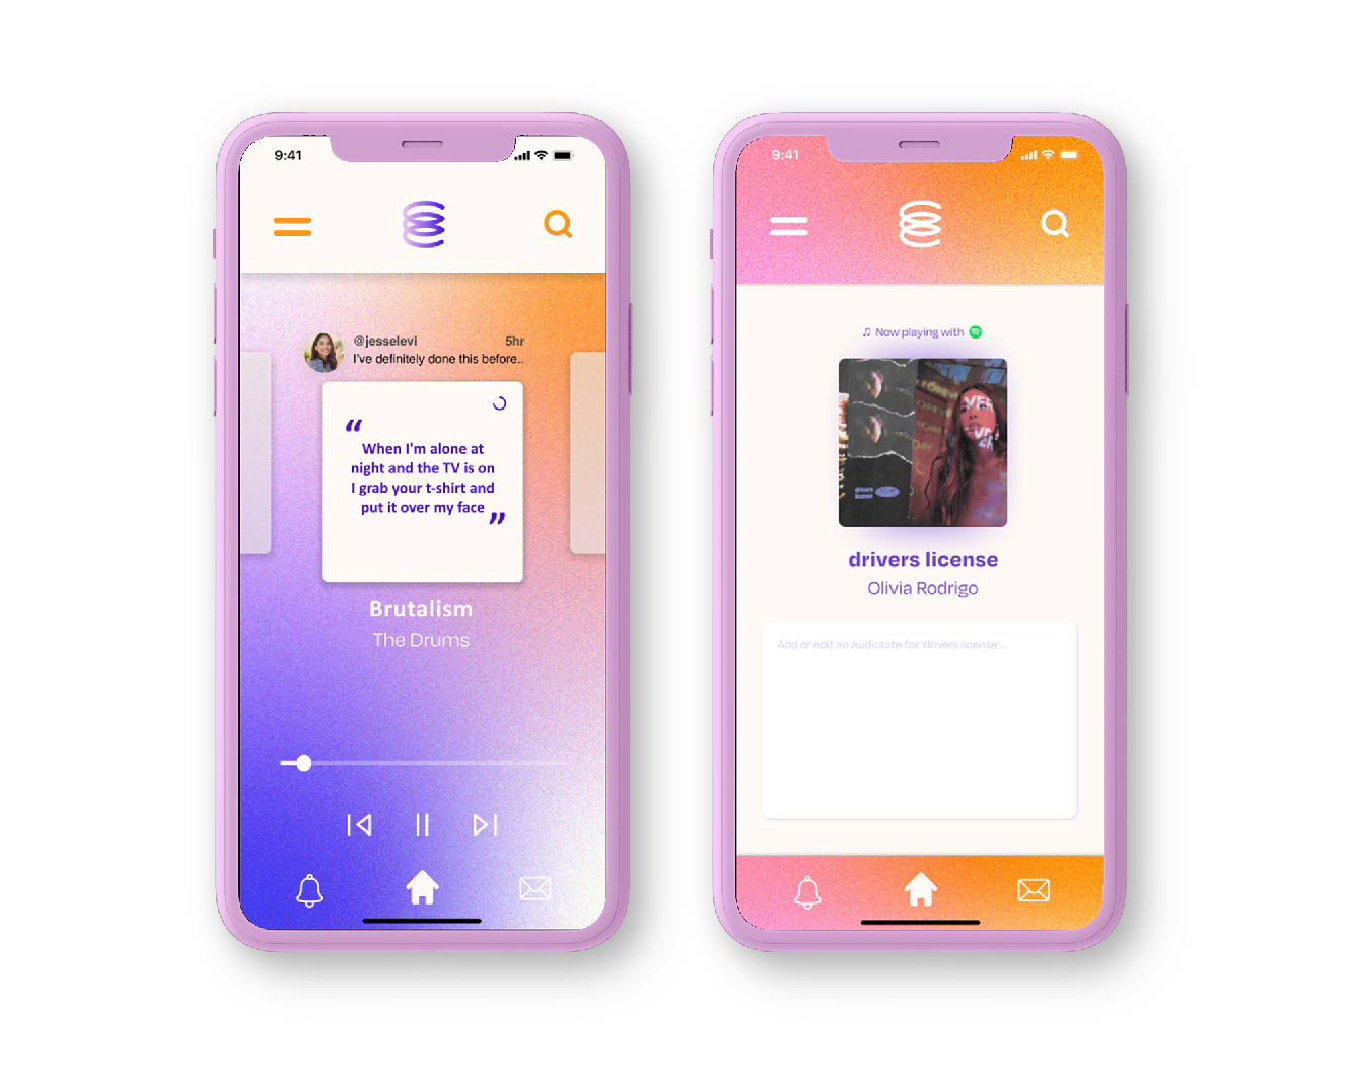 9:41
@jesselevi 5hr
I've definitely done this before..
“
When I'm alone at
night and the TV is on
I grab your t-shirt and
put it over my face ”
Brutalism
The Drums
9:41
Now playing with
drivers license
Olivia Rodrigo
Add or edit an Audiotate for 'drivers license'...